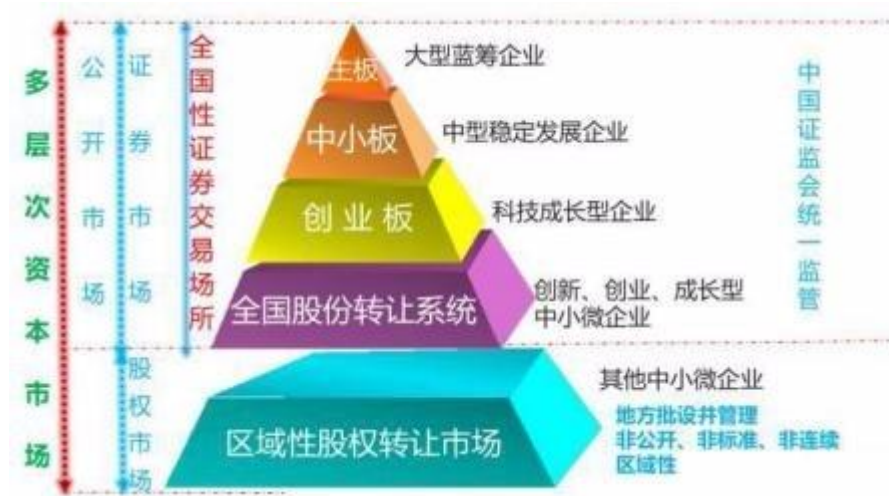 多层次资本市场
公开市场
证券市场
股权市场
全国性证券交易场所
主板
大型蓝筹企业
中小板
中型稳定发展企业
创业板
科技成长型企业
全国股份转让系统
创新、创业、成长型
中小微企业
区域性股权转让市场
其他中小微企业
地方批设井管理
非公开、非标准、非连续
区域性
中国证监会统一监管